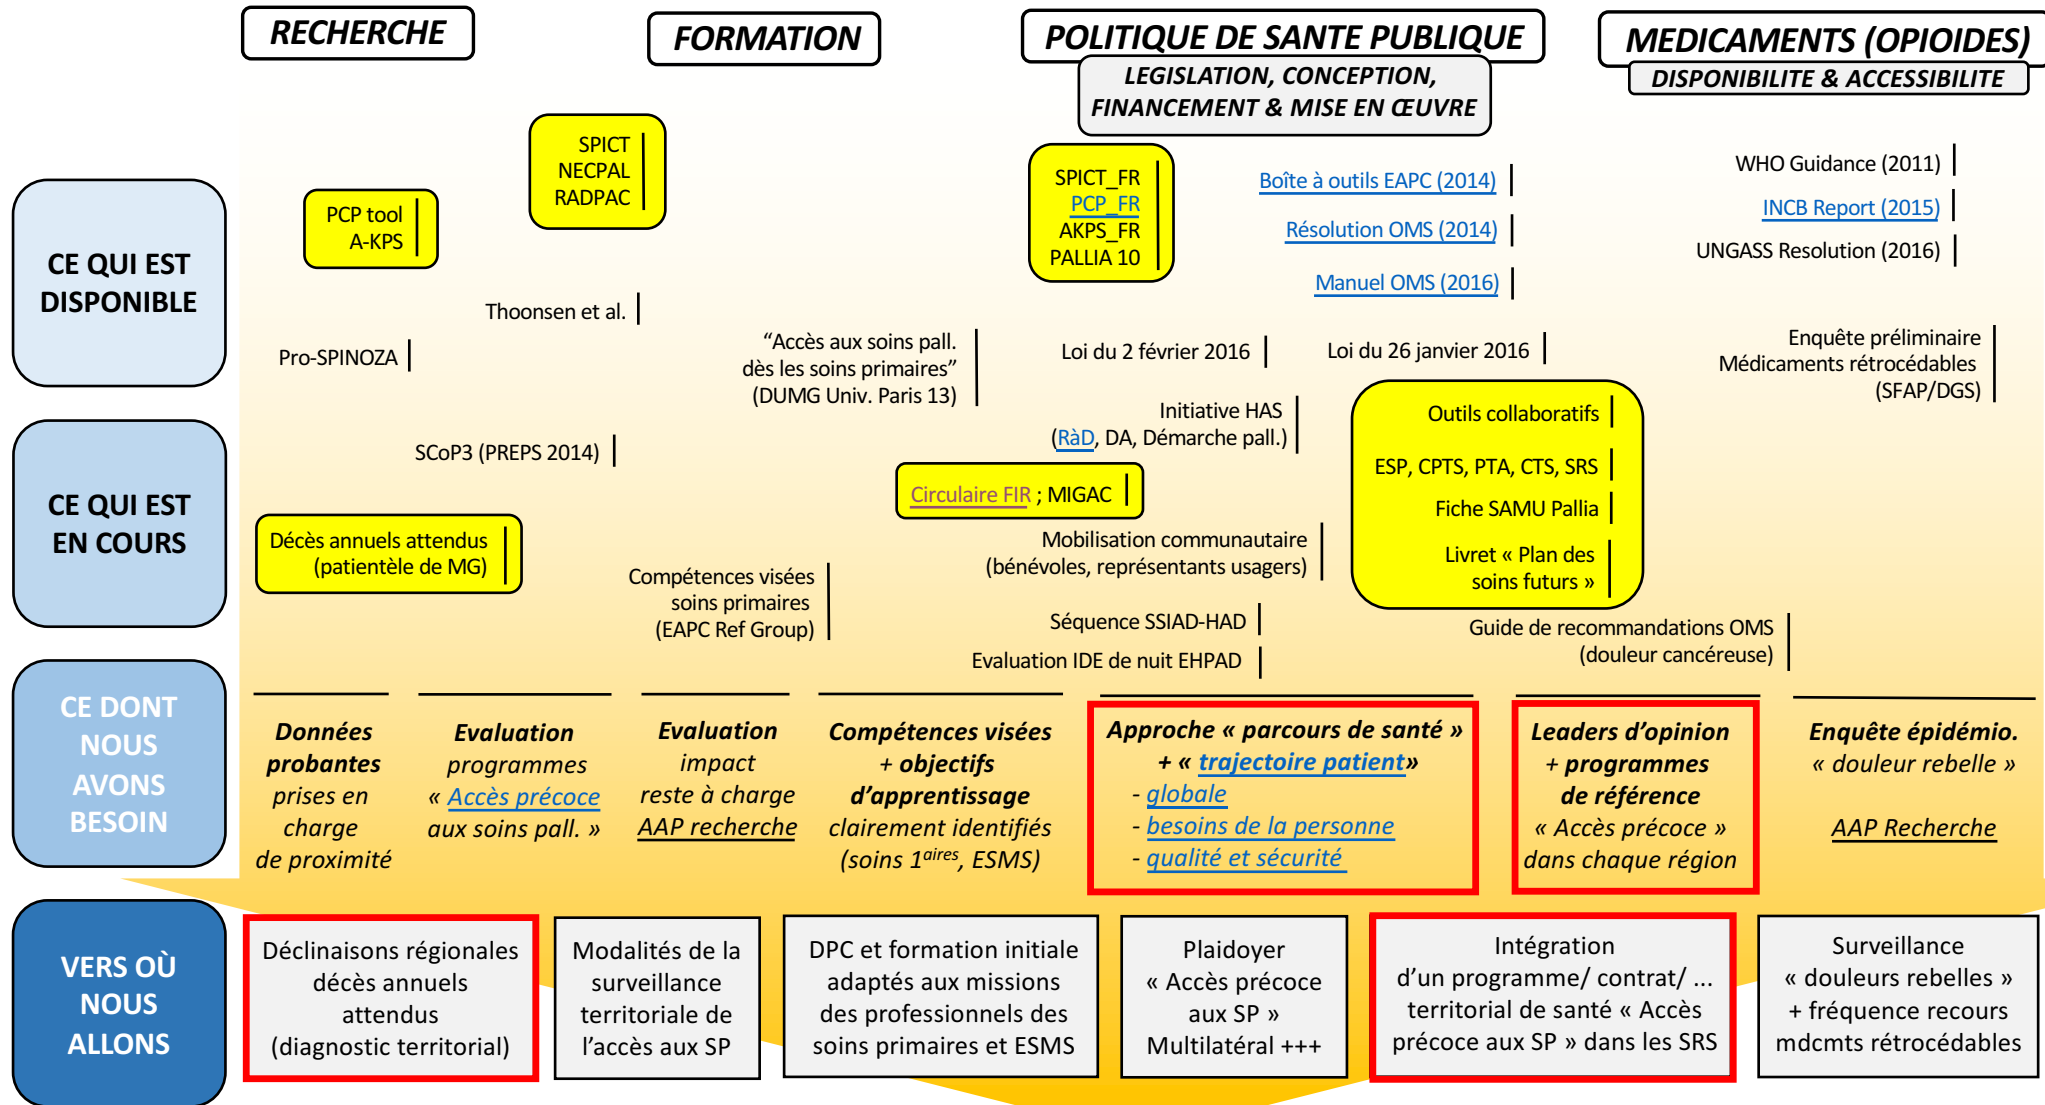 RECHERCHE
FORMATION
POLITIQUE DE SANTE PUBLIQUE
LEGISLATION, CONCEPTION,
FINANCEMENT & MISE EN ŒUVRE
MEDICAMENTS (OPIOIDES)
DISPONIBILITE & ACCESSIBILITE
CE QUI EST
DISPONIBLE
PCP tool
A-KPS
SPICT
NECPAL
RADPAC
SPICT_FR
PCP_FR
AKPS_FR
PALLIA 10
Boîte à outils EAPC (2014)
Résolution OMS (2014)
Manuel OMS (2016)
WHO Guidance (2011)
INCB Report (2015)
UNGASS Resolution (2016)
Thoonsen et al.
Pro-SPINOZA
“Accès aux soins pall.
dès les soins primaires”
(DUMG Univ. Paris 13)
Loi du 2 février 2016
Loi du 26 janvier 2016
Enquête préliminaire
Médicaments rétrocédables
(SFAP/DGS)
CE QUI EST
EN COURS
SCoP3 (PREPS 2014)
Initiative HAS
(RàD, DA, Démarche pall.)
Outils collaboratifs
ESP, CPTS, PTA, CTS, SRS
Fiche SAMU Pallia
Livret « Plan des
soins futurs »
Circulaire FIR ; MIGAC
Décès annuels attendus
(patientèle de MG)
Mobilisation communautaire
(bénévoles, représentants usagers)
Compétences visées
soins primaires
(EAPC Ref Group)
Séquence SSIAD-HAD
Evaluation IDE de nuit EHPAD
Guide de recommandations OMS
(douleur cancéreuse)
CE DONT
NOUS
AVONS
BESOIN
Données
probantes
prises en
charge
de proximité
Evaluation
programmes
« Accès précoce
aux soins pall. »
Evaluation
impact
reste à charge
AAP recherche
Compétences visées
+ objectifs
d’apprentissage
clairement identifiés
(soins 1aires, ESMS)
Approche « parcours de santé »
+ « trajectoire patient»
- globale
- besoins de la personne
- qualité et sécurité
Leaders d’opinion
+ programmes
de référence
« Accès précoce »
dans chaque région
Enquête épidémio.
« douleur rebelle »
AAP Recherche
VERS OÙ
NOUS
ALLONS
Déclinaisons régionales
décès annuels
attendus
(diagnostic territorial)
Modalités de la
surveillance
territoriale de
l’accès aux SP
DPC et formation initiale
adaptés aux missions
des professionnels des
soins primaires et ESMS
Plaidoyer
« Accès précoce
aux SP »
Multilatéral +++
Intégration
d’un programme/ contrat/ ...
territorial de santé « Accès
précoce aux SP » dans les SRS
Surveillance
« douleurs rebelles »
+ fréquence recours
mdcmts rétrocédables